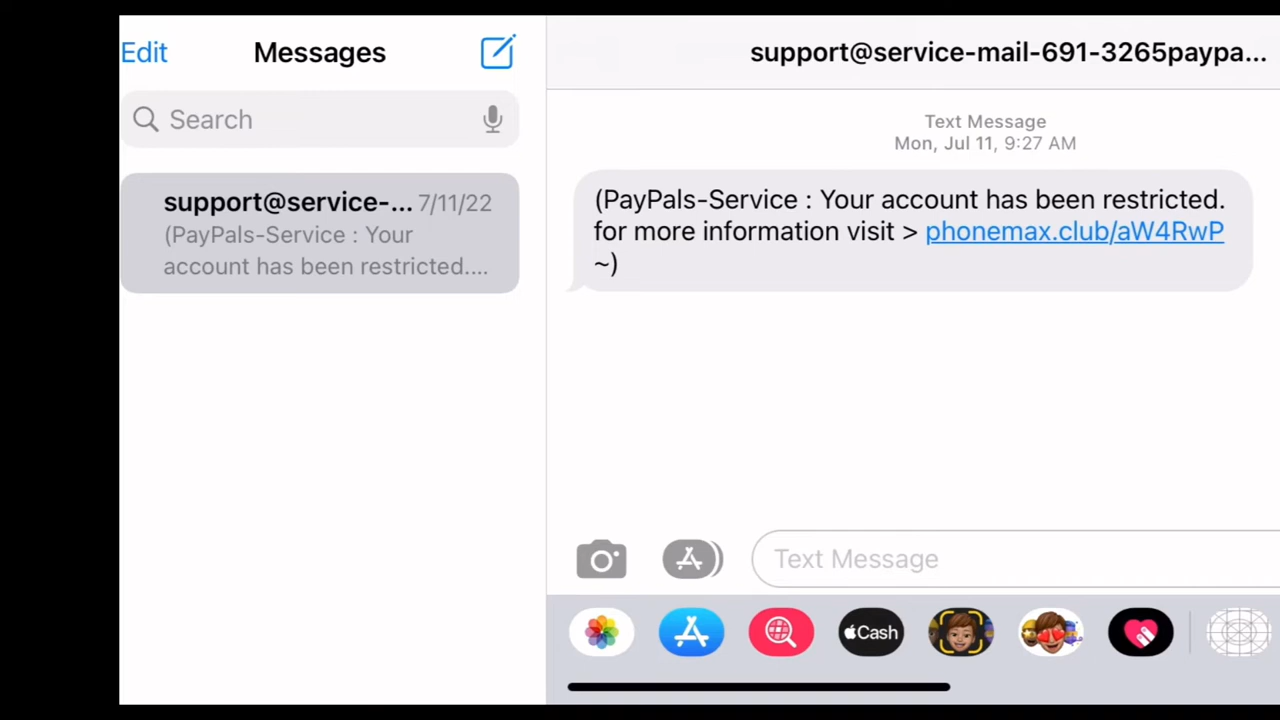 Edit
Messages
Search
support@service-... 7/11/22
(PayPals-Service : Your
account has been restricted....
support@service-mail-691-3265paypa...
Text Message
Mon, Jul 11, 9:27 AM
(PayPals-Service : Your account has been restricted.
for more information visit > phonemax.club/aW4RwP
~)
Text Message
Cash